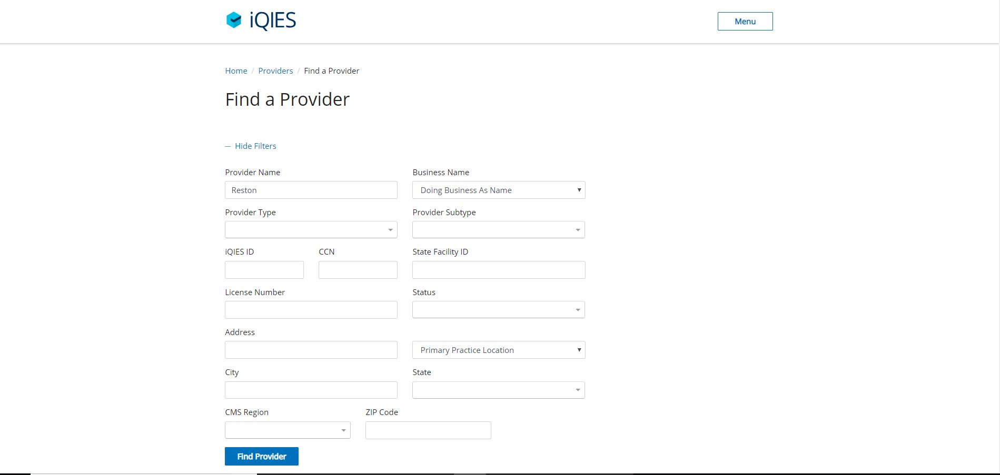 iQIES
Menu
Home / Providers / Find a Provider
Find a Provider
— Hide Filters
Provider Name
Business Name
Reston
Doing Business As Name
Provider Type
Provider Subtype
iQIES ID
CCN
State Facility ID
License Number
Status
Address
Primary Practice Location
City
State
CMS Region
ZIP Code
Find Provider